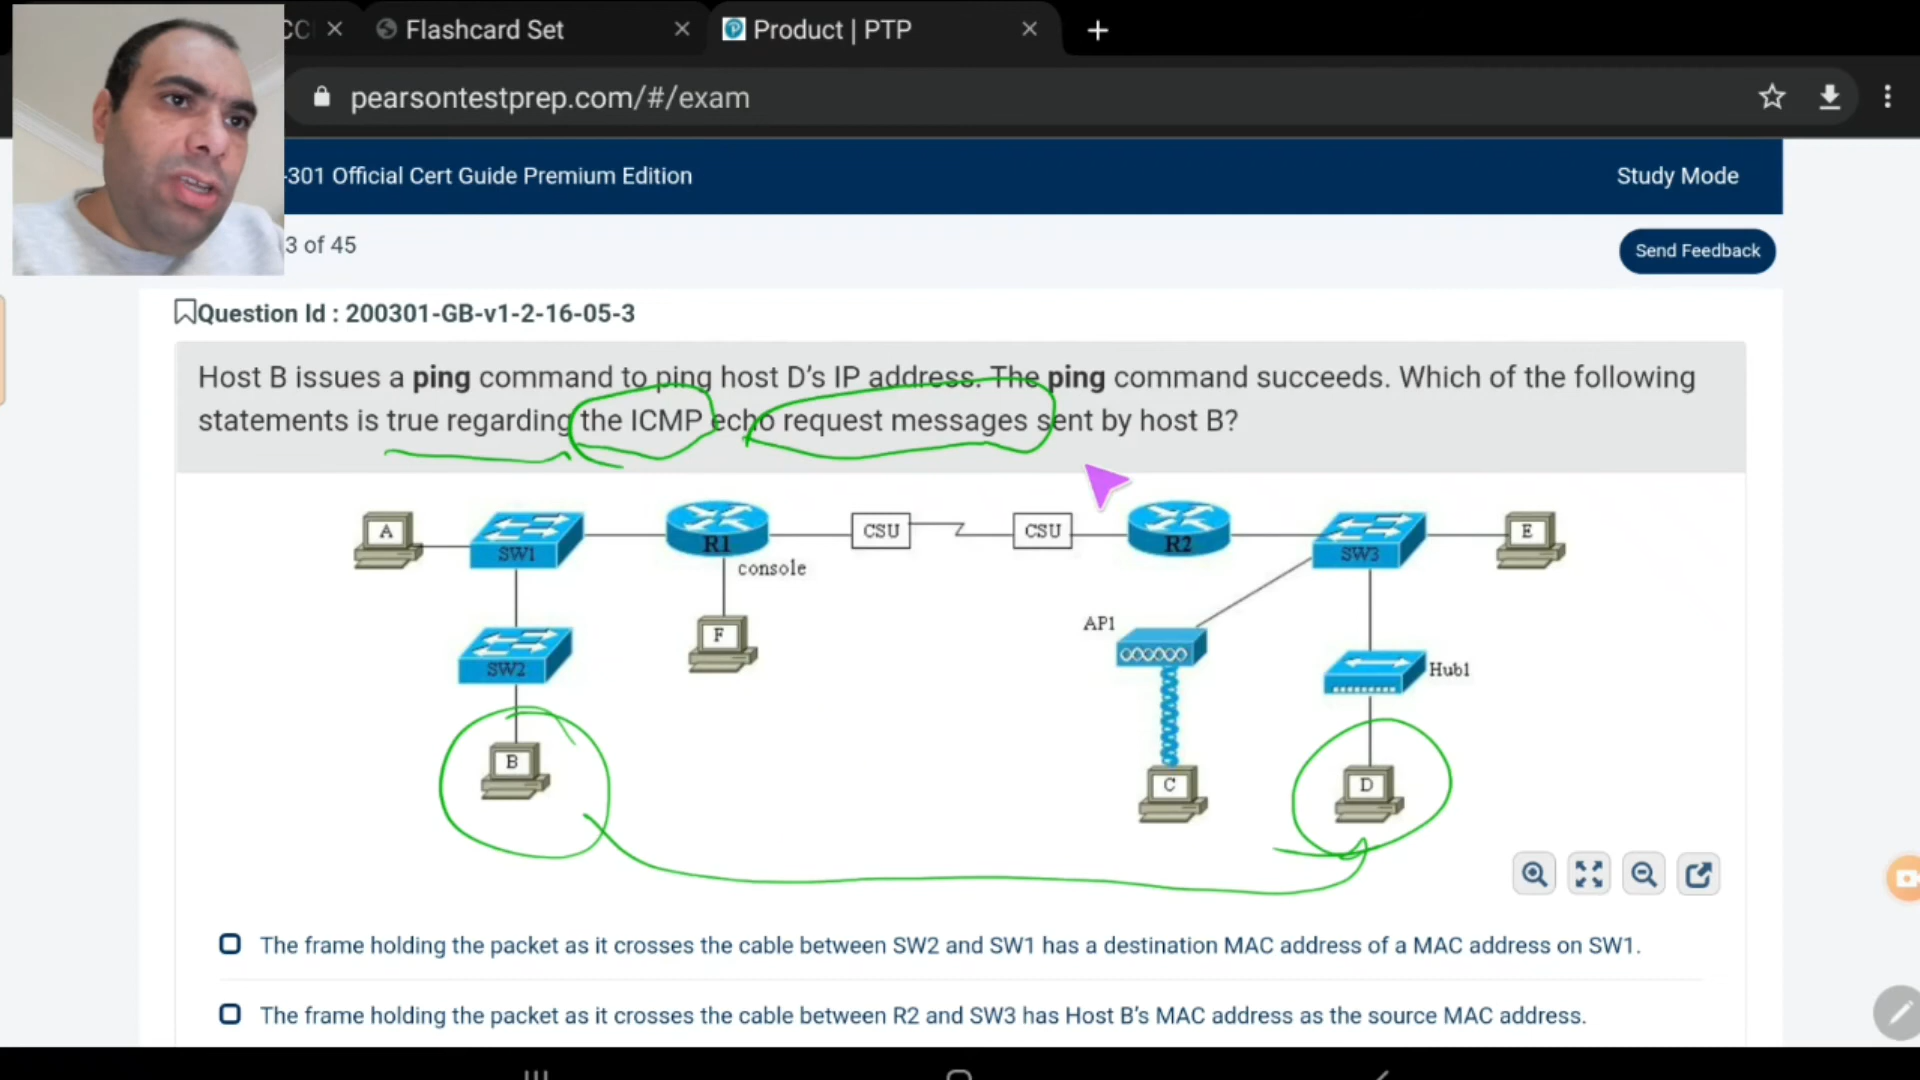 CCI
Flashcard Set
Product | PTP
pearsontestprep.com/#/exam
-301 Official Cert Guide Premium Edition
Study Mode
3 of 45
Send Feedback
Question Id : 200301-GB-v1-2-16-05-3
Host B issues a ping command to ping host D's IP address. The ping command succeeds. Which of the following
statements is true regarding the ICMP echo request messages sent by host B?
A
SW1
R1
CSU
CSU
R2
SW3
E
console
AP1
F
SW2
Hub1
B
C
D
The frame holding the packet as it crosses the cable between SW2 and SW1 has a destination MAC address of a MAC address on SW1.
The frame holding the packet as it crosses the cable between R2 and SW3 has Host B's MAC address as the source MAC address.